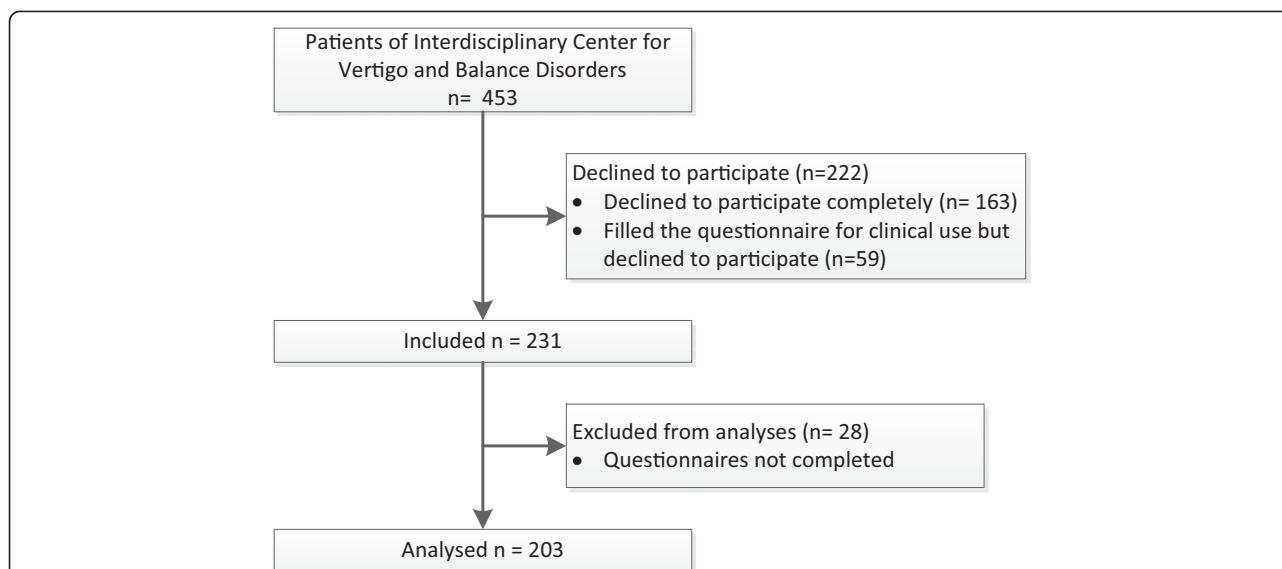 Patients of Interdisciplinary Center for
Vertigo and Balance Disorders
n= 453
Declined to participate (n=222)
• Declined to participate completely (n= 163)
• Filled the questionnaire for clinical use but
declined to participate (n=59)
Included n = 231
Excluded from analyses (n= 28)
• Questionnaires not completed
Analysed n = 203